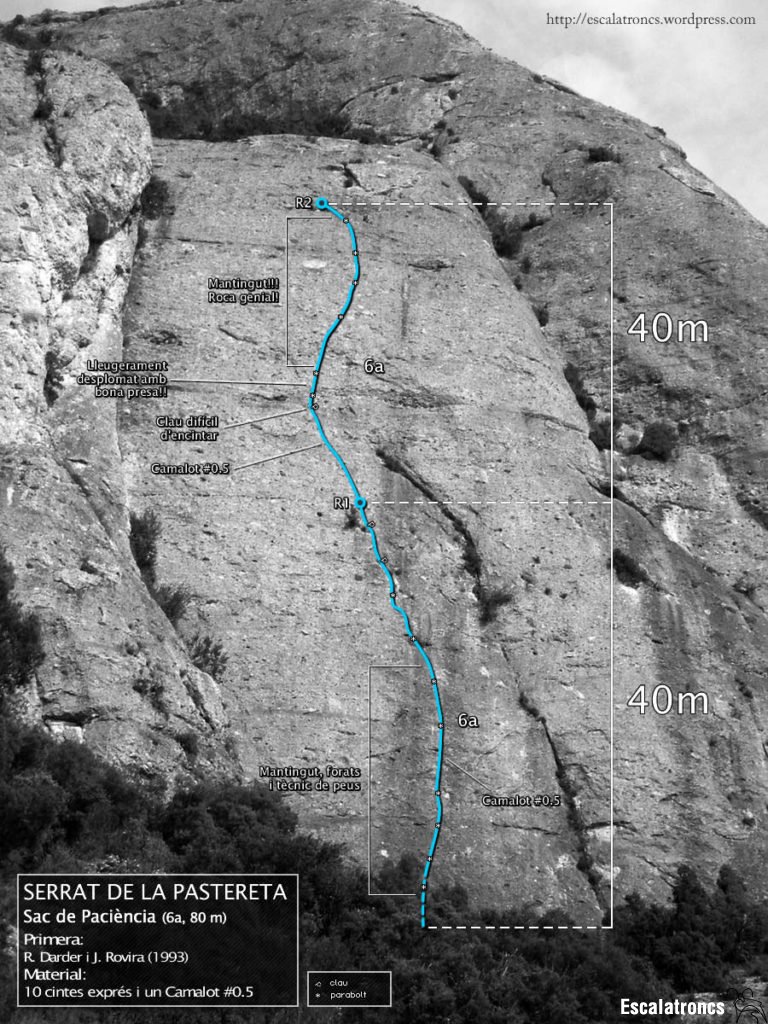 http://escalatroncs.wordpress.com
R2
Mantingut!!!
Roca genial!
40m
6a
Lleugerament
desplomat amb
bona presa!!
Clau difícil
d'encintar
Camalot #0.5
R1
40m
6a
Mantingut, forats
i tècnic de peus
Camalot #0.5
SERRAT DE LA PASTERETA
Sac de Paciència (6a, 80 m)
Primera:
R. Darder i J. Rovira (1993)
Material:
10 cintes exprés i un Camalot #0.5
clau
parabolt
Escalatroncs